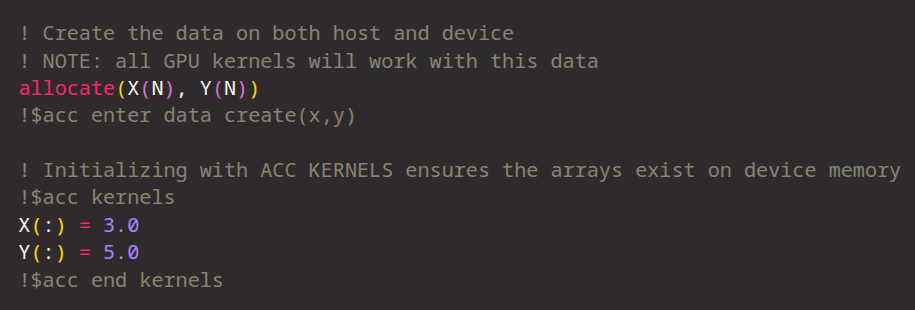 ! Create the data on both host and device
! NOTE: all GPU kernels will work with this data
allocate(X(N), Y(N))
!$acc enter data create(x,y)
! Initializing with ACC KERNELS ensures the arrays exist on device memory
!$acc kernels
X(:) = 3.0
Y(:) = 5.0
!$acc end kernels